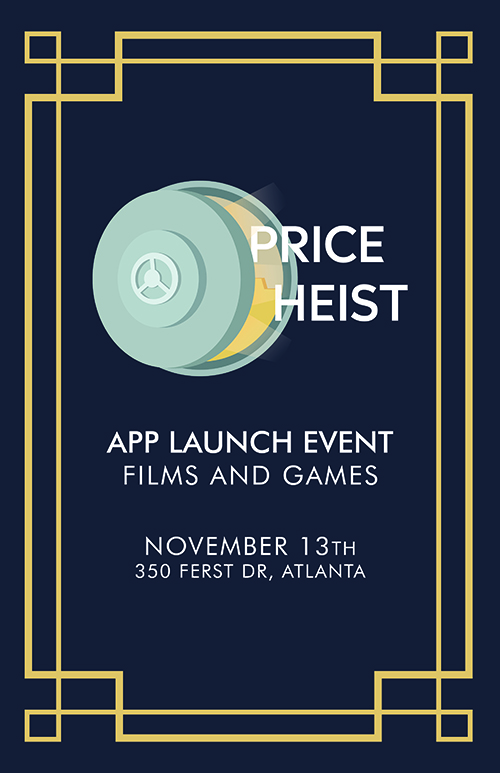 PRICE
HEIST
APP LAUNCH EVENT
FILMS AND GAMES
NOVEMBER 13TH
350 FERST DR, ATLANTA